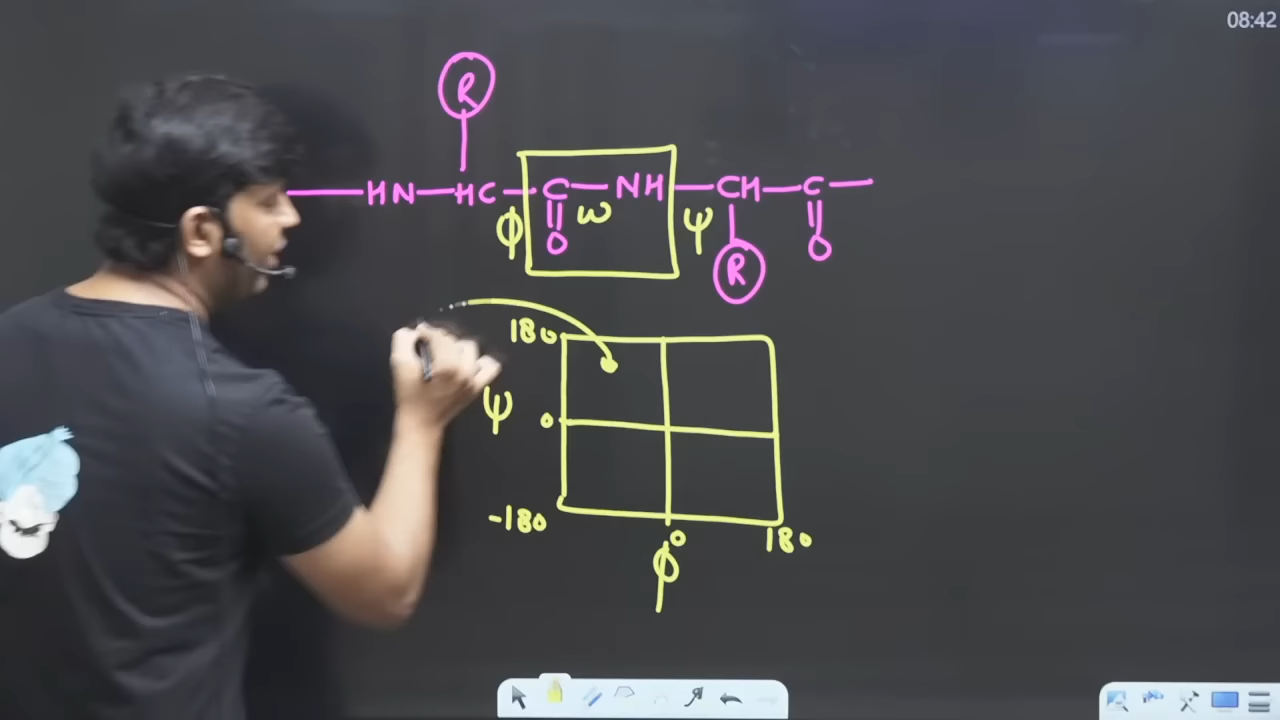 08:42
R
HN-HC-C-NH-CH-C-
ϕ ω ψ
O O
R
180
ψ 0
-180 0 180
ϕ